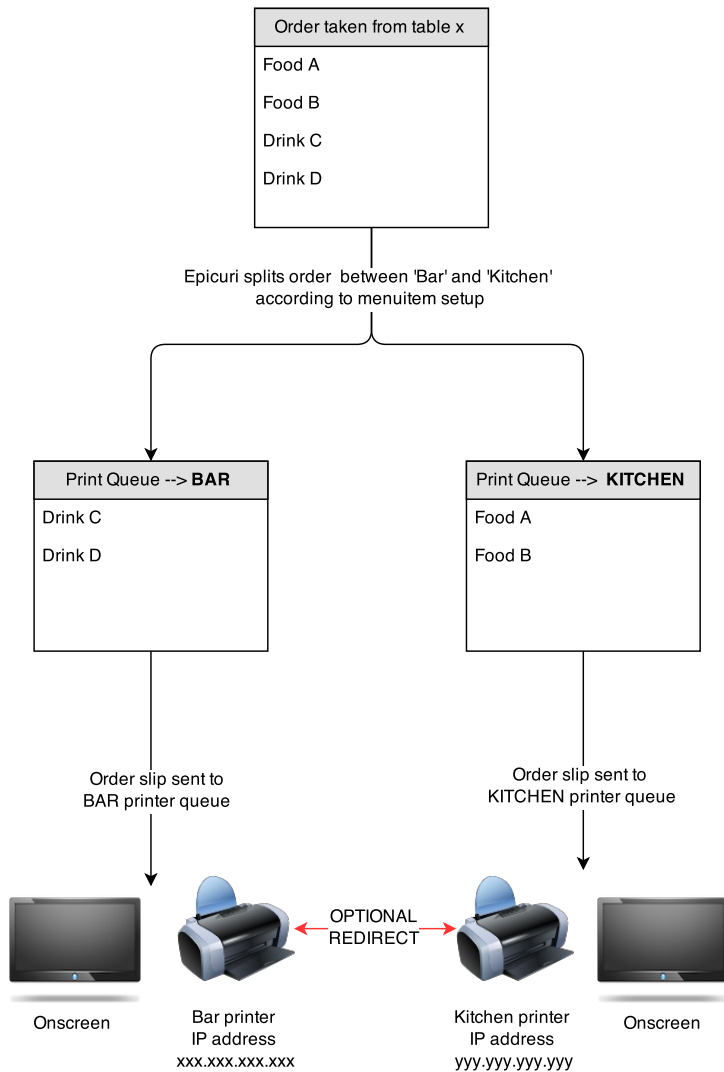 Order taken from table x
Food A
Food B
Drink C
Drink D
Epicuri splits order between 'Bar' and 'Kitchen'
according to menuitem setup
Print Queue --> BAR
Drink C
Drink D
Print Queue --> KITCHEN
Food A
Food B
Order slip sent to
BAR printer queue
Order slip sent to
KITCHEN printer queue
OPTIONAL
REDIRECT
Onscreen
Bar printer
IP address
xxx.xxx.xxx.xxx
Kitchen printer
IP address
yyy.yyy.yyy.yyy
Onscreen